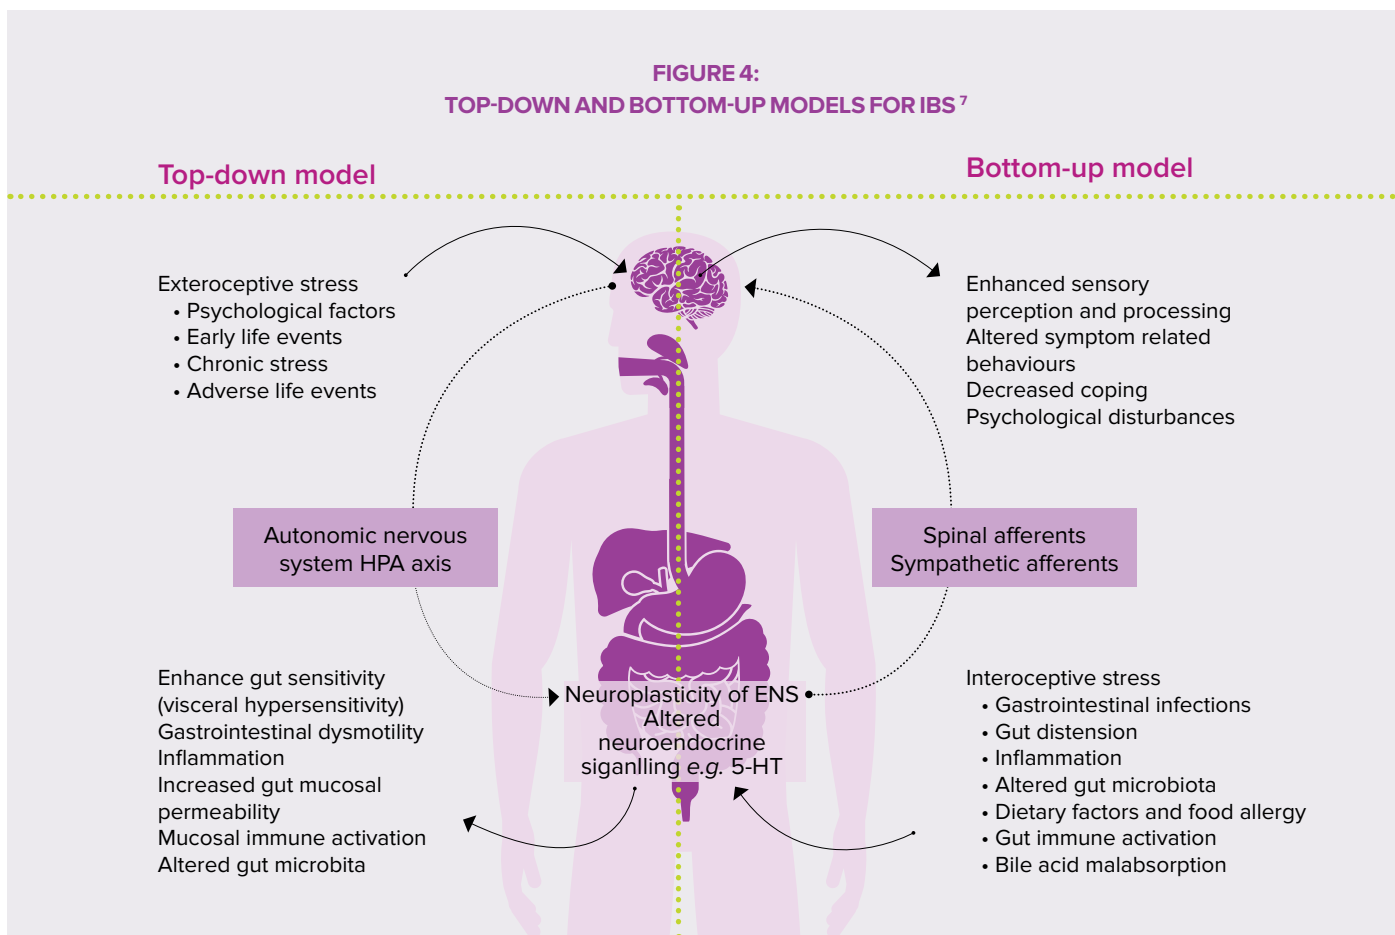 FIGURE 4:
TOP-DOWN AND BOTTOM-UP MODELS FOR IBS 7
Top-down model
Bottom-up model
Exteroceptive stress
• Psychological factors
• Early life events
• Chronic stress
• Adverse life events
Enhanced sensory
perception and processing
Altered symptom related
behaviours
Decreased coping
Psychological disturbances
Autonomic nervous
system HPA axis
Spinal afferents
Sympathetic afferents
Enhance gut sensitivity
(visceral hypersensitivity)
Gastrointestinal dysmotility
Inflammation
Increased gut mucosal
permeability
Mucosal immune activation
Altered gut microbita
Neuroplasticity of ENS
Altered
neuroendocrine
siganlling e.g. 5-HT
Interoceptive stress
• Gastrointestinal infections
• Gut distension
• Inflammation
• Altered gut microbiota
• Dietary factors and food allergy
• Gut immune activation
• Bile acid malabsorption